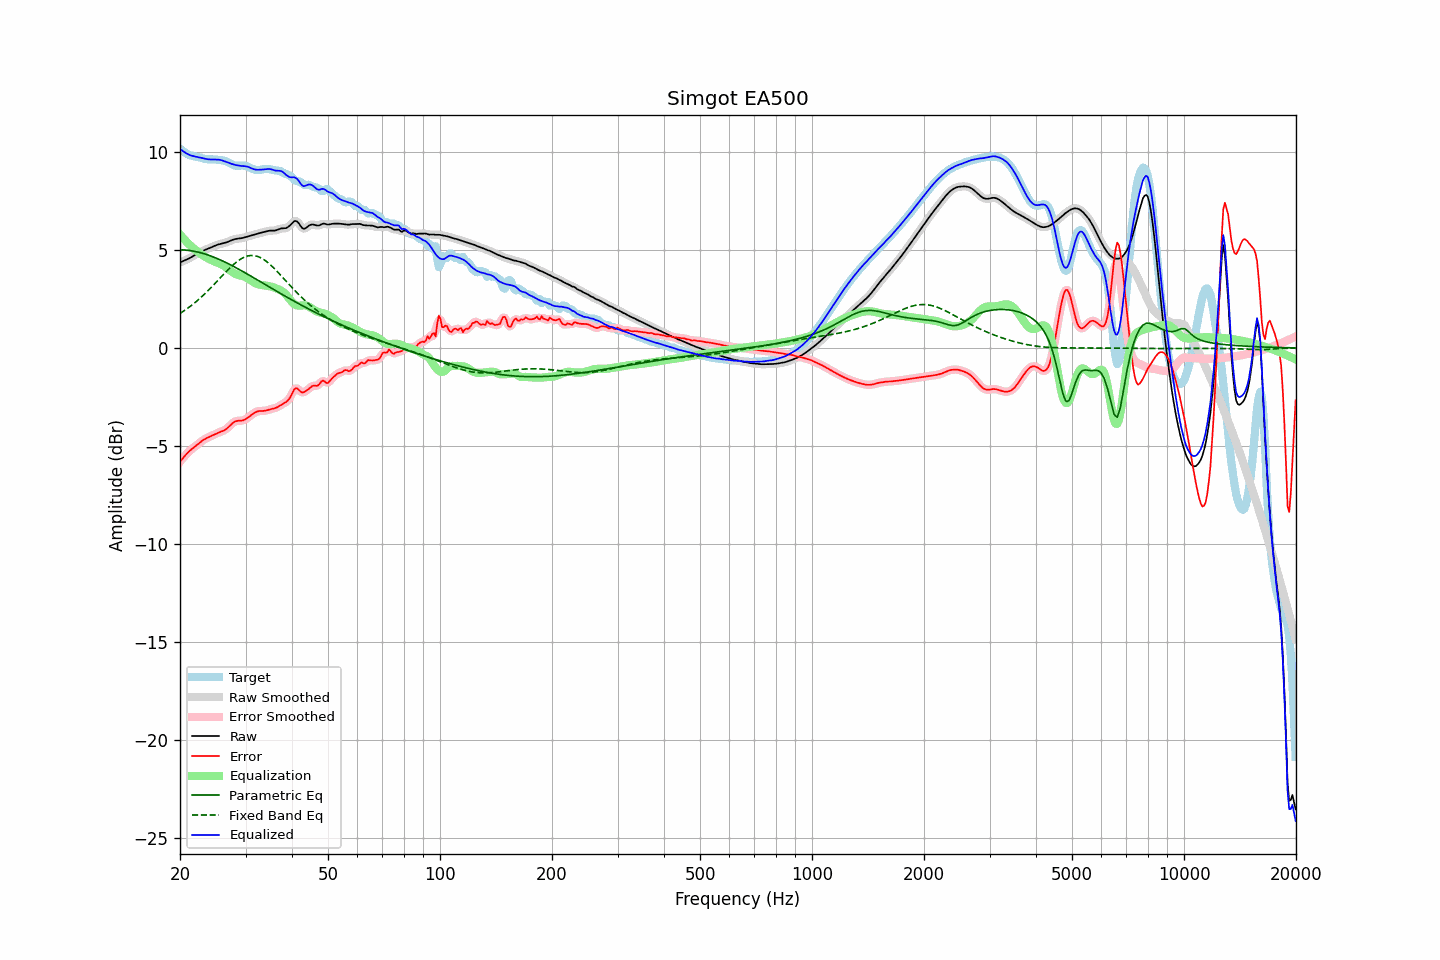 Simgot EA500
Amplitude (dBr)
10
5
0
−5
−10
−15
−20
−25
Target
Raw Smoothed
Error Smoothed
Raw
Error
Equalization
Parametric Eq
Fixed Band Eq
Equalized
20 50 100 200 500 1000 2000 5000 10000 20000
Frequency (Hz)